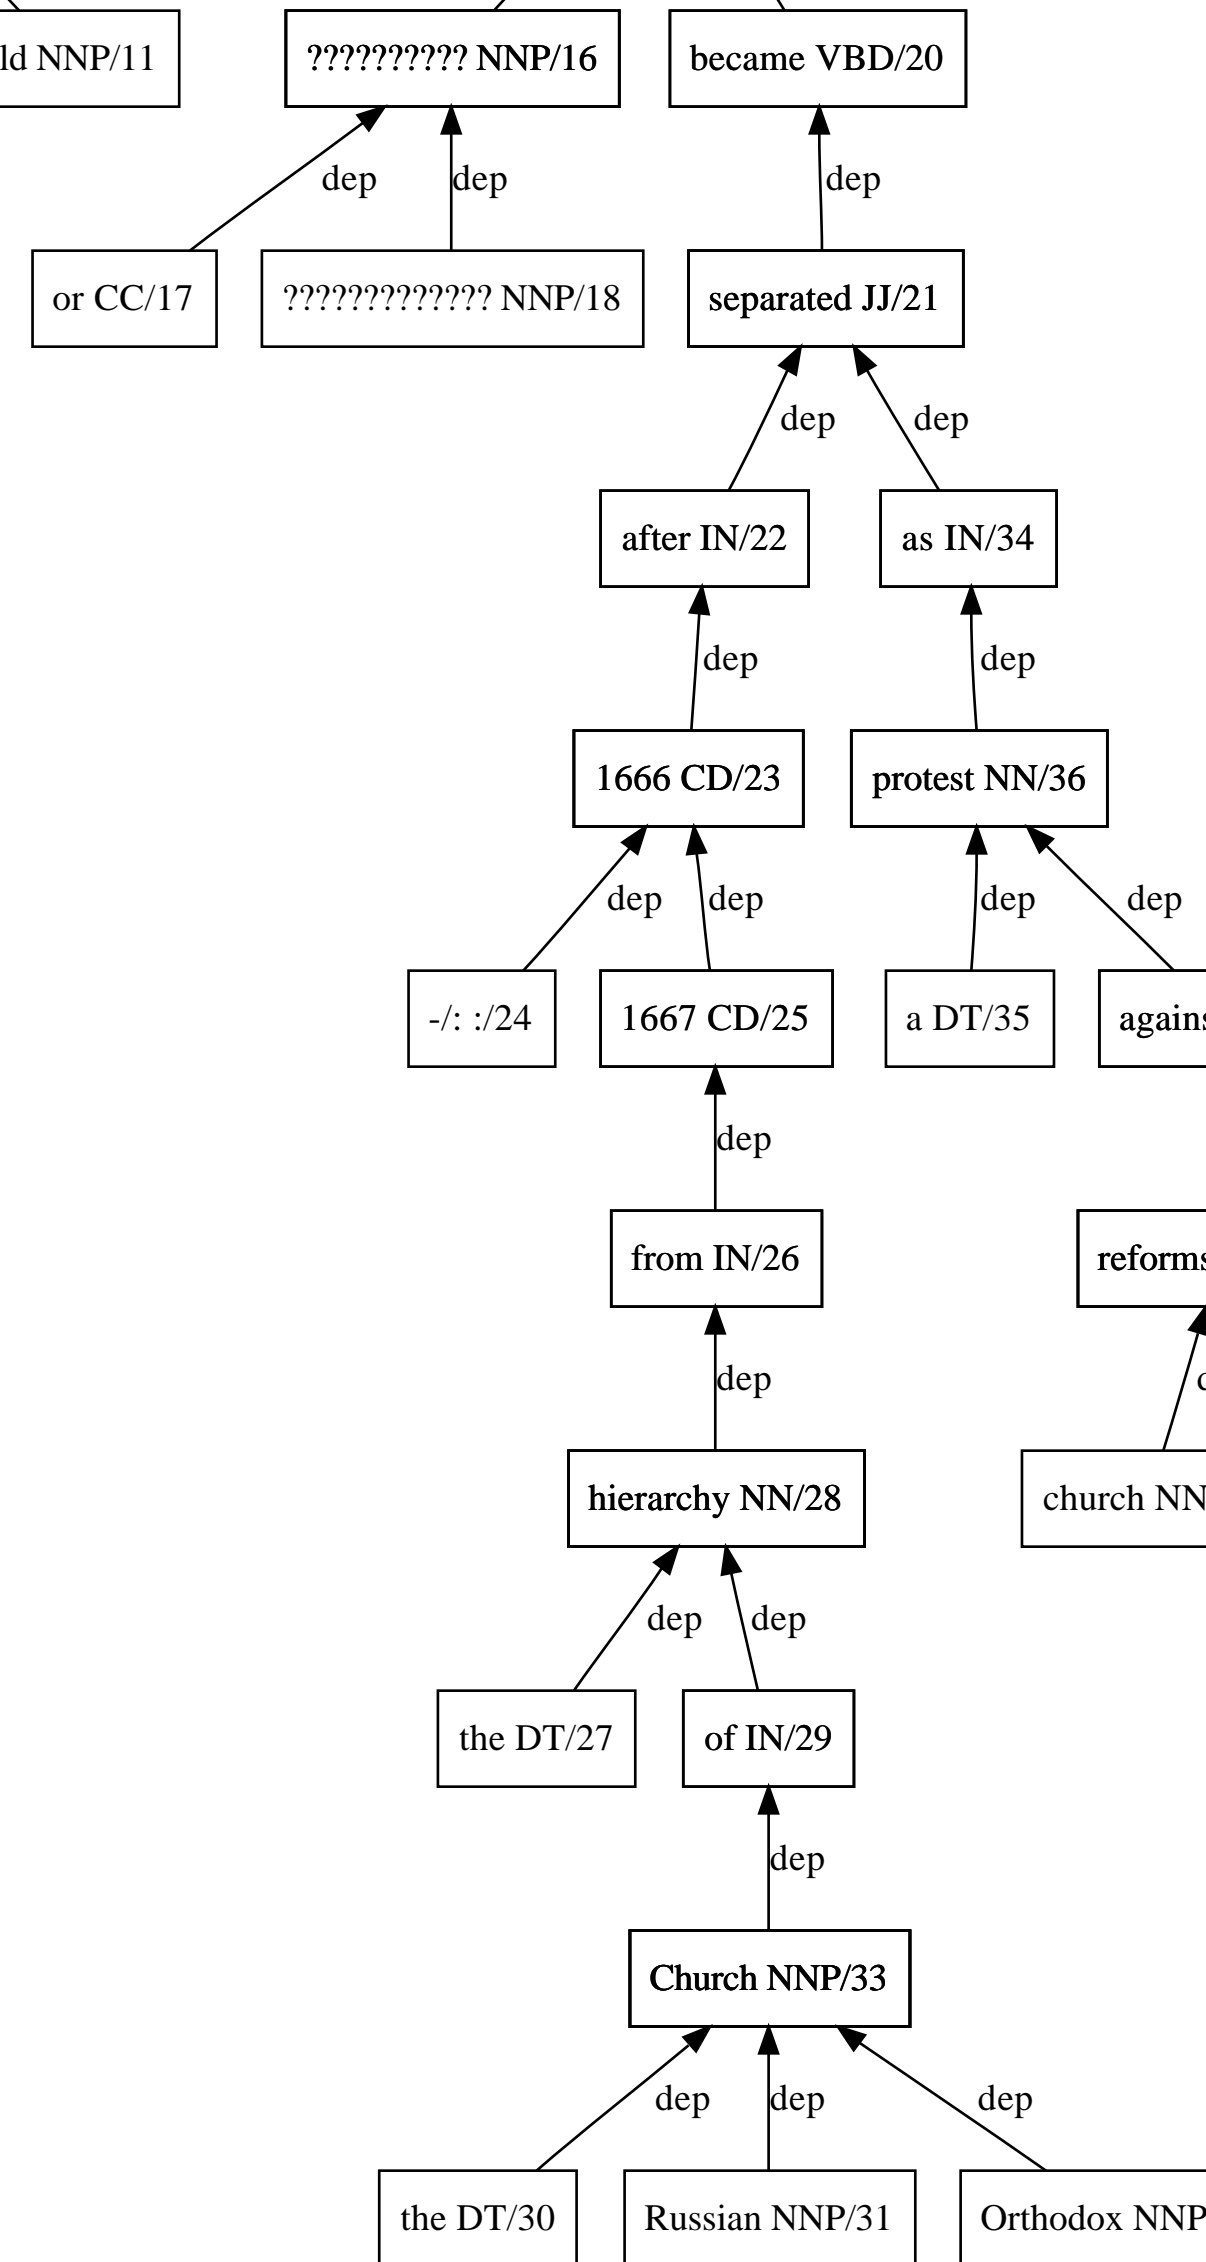 ld NNP/11
?????????? NNP/16
became VBD/20
dep
dep
dep
or CC/17
????????????? NNP/18
separated JJ/21
dep
dep
after IN/22
as IN/34
dep
dep
1666 CD/23
protest NN/36
dep
dep
dep
dep
-/: :/24
1667 CD/25
a DT/35
agains
dep
from IN/26
reforms
dep
d
hierarchy NN/28
church NN
dep
dep
the DT/27
of IN/29
dep
Church NNP/33
dep
dep
dep
the DT/30
Russian NNP/31
Orthodox NNP